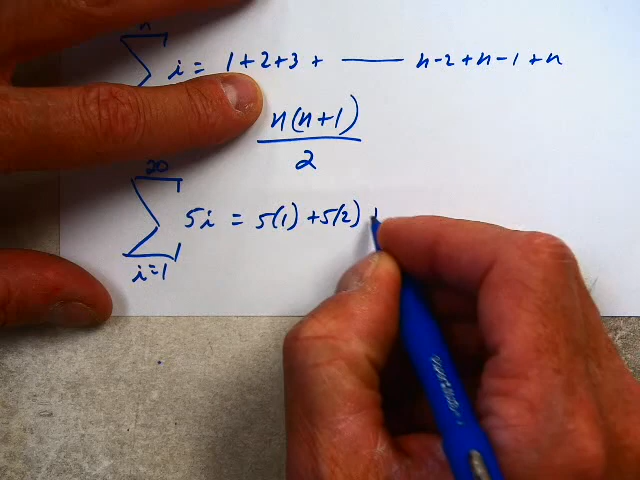 n
∑ i = 1 + 2 + 3 + —— n-2 + n-1 + n
n(n+1)
2
20
∑ 5i = 5(1) + 5(2)
i=1